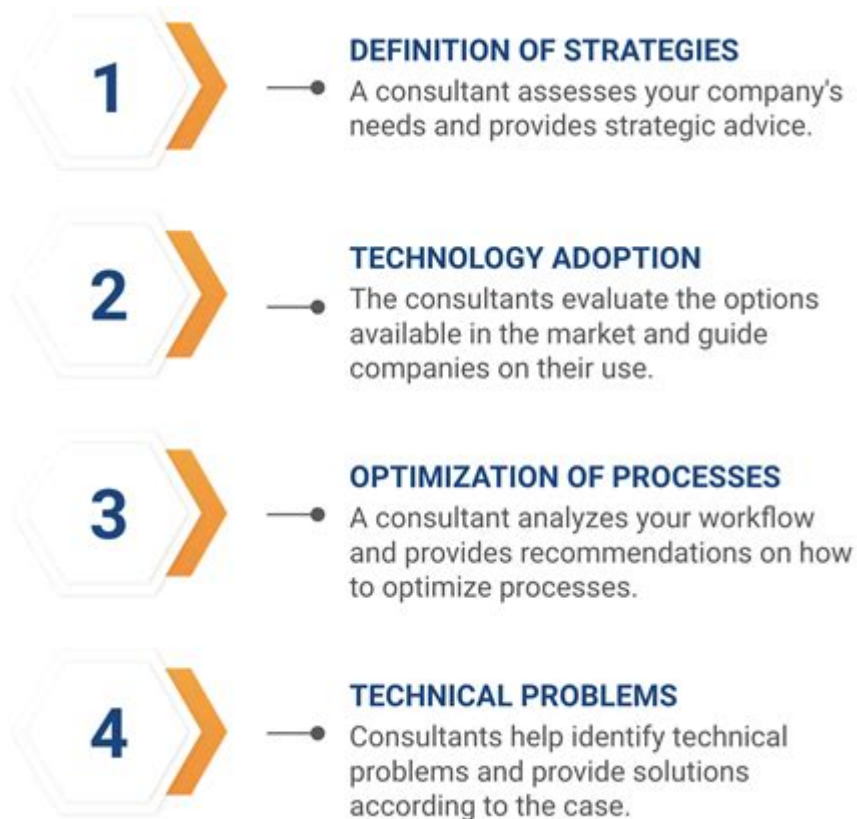 1
DEFINITION OF STRATEGIES
A consultant assesses your company's
needs and provides strategic advice.
2
TECHNOLOGY ADOPTION
The consultants evaluate the options
available in the market and guide
companies on their use.
3
OPTIMIZATION OF PROCESSES
A consultant analyzes your workflow
and provides recommendations on how
to optimize processes.
4
TECHNICAL PROBLEMS
Consultants help identify technical
problems and provide solutions
according to the case.